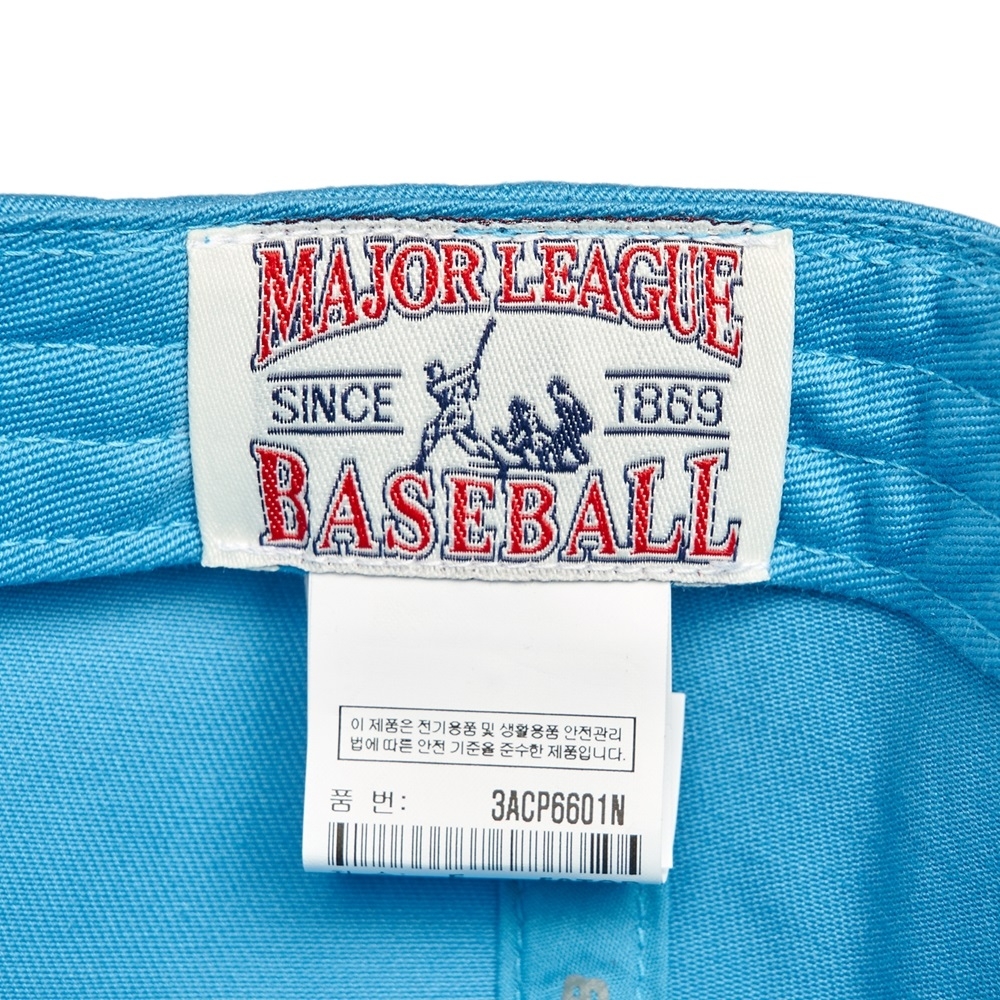 MAJOR LEAGUE
SINCE 1869
BASEBALL
이 제품은 전기용품 및 생활용품 안전관리
법에 따른 안전 기준을 준수한 제품입니다.
품 번: 3ACP6601N